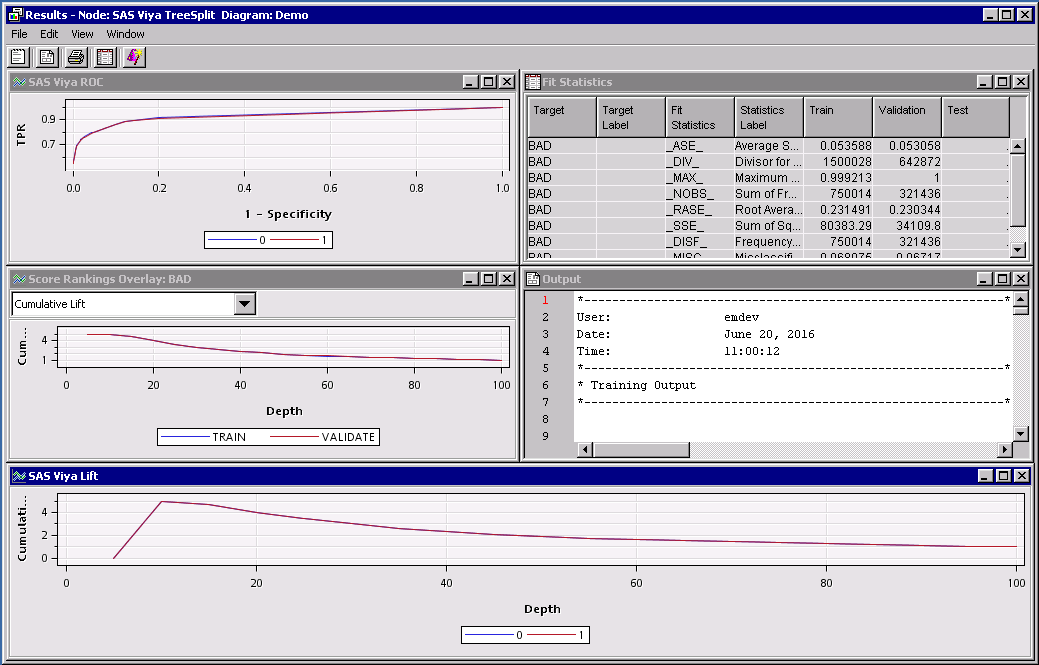 Results - Node: SAS Viya TreeSplit  Diagram: Demo
File Edit View Window
SAS Viya ROC
TPR
0.9
0.7
0.0 0.2 0.4 0.6 0.8 1.0
1 - Specificity
0 1
Fit Statistics
Target Target Label Fit Statistics Statistics Label Train Validation Test
BAD _ASE_ Average S... 0.053588 0.053058 .
BAD _DIV_ Divisor for ... 1500028 642872 .
BAD _MAX_ Maximum ... 0.999213 1 .
BAD _NOBS_ Sum of Fr... 750014 321436 .
BAD _RASE_ Root Avera... 0.231491 0.230344 .
BAD _SSE_ Sum of Sq... 80383.29 34109.8 .
BAD _DISF_ Frequency... 750014 321436 .
BAD _MISC_ Misclassifi...
Score Rankings Overlay: BAD
Cumulative Lift
Cum...
4
1
0 20 40 60 80 100
Depth
TRAIN VALIDATE
Output
1 *------------------------------------------------------------*
2 User: emdev
3 Date: June 20, 2016
4 Time: 11:00:12
5 *------------------------------------------------------------*
6 * Training Output
7 *------------------------------------------------------------*
8
9
SAS Viya Lift
Cumulati...
4
2
0
0 20 40 60 80 100
Depth
0 1